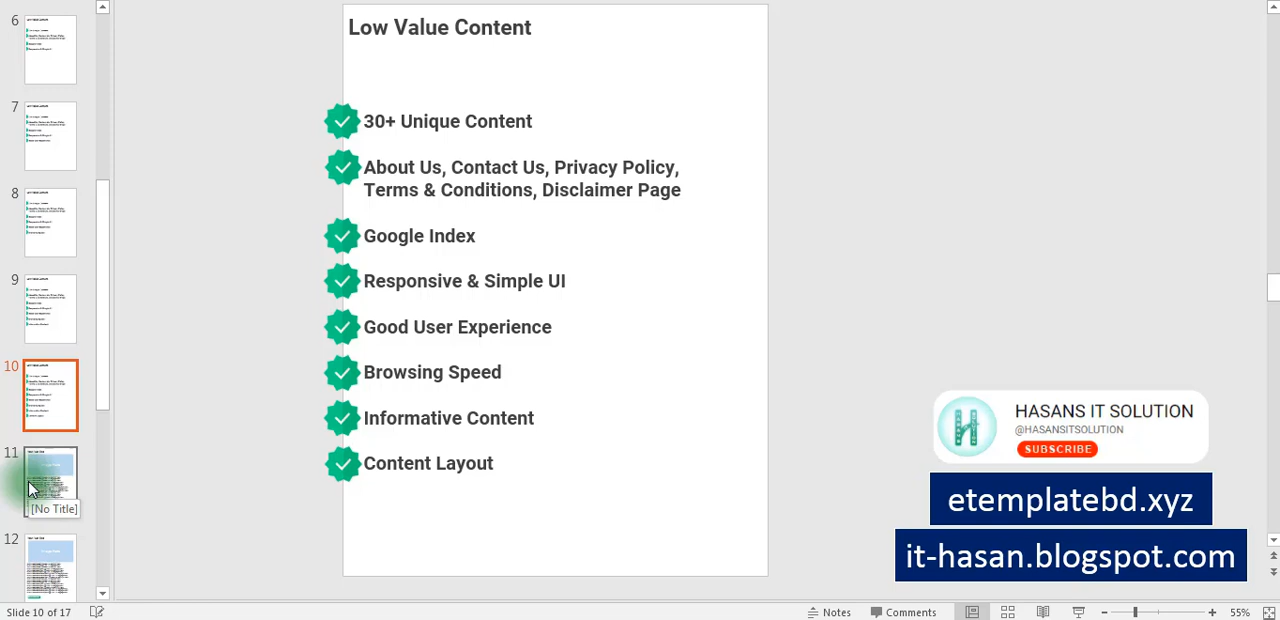 Low Value Content
30+ Unique Content
About Us, Contact Us, Privacy Policy,
Terms & Conditions, Disclaimer Page
Google Index
Responsive & Simple UI
Good User Experience
Browsing Speed
Informative Content
Content Layout
6
7
8
9
10
11
[No Title]
12
HASANS IT SOLUTION
@HASANSITSOLUTION
SUBSCRIBE
etemplatebd.xyz
it-hasan.blogspot.com
Slide 10 of 17
Notes
Comments
55%